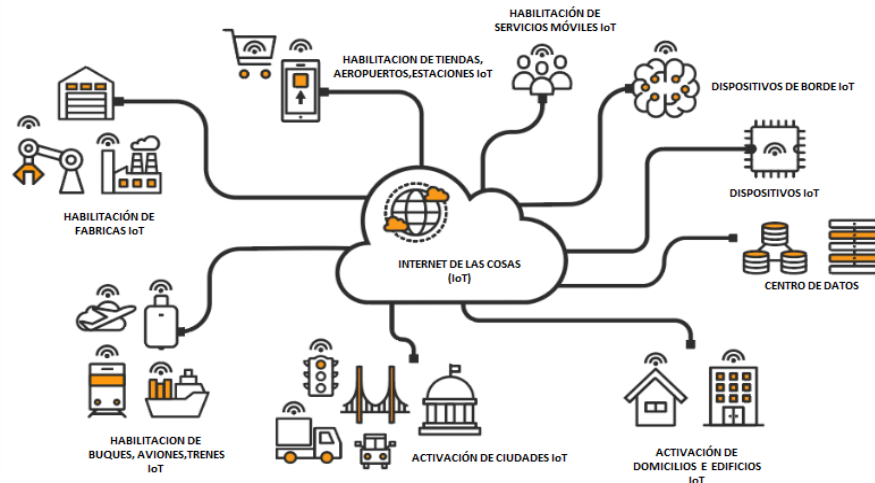 HABILITACIÓN DE
SERVICIOS MÓVILES IoT
HABILITACION DE TIENDAS,
AEROPUERTOS,ESTACIONES IoT
DISPOSITIVOS DE BORDE IoT
DISPOSITIVOS IoT
HABILITACIÓN DE
FABRICAS IoT
INTERNET DE LAS COSAS
(IoT)
CENTRO DE DATOS
HABILITACION DE
BUQUES, AVIONES,TRENES
IoT
ACTIVACIÓN DE CIUDADES IoT
ACTIVACIÓN DE
DOMICILIOS E EDIFICIOS
IoT